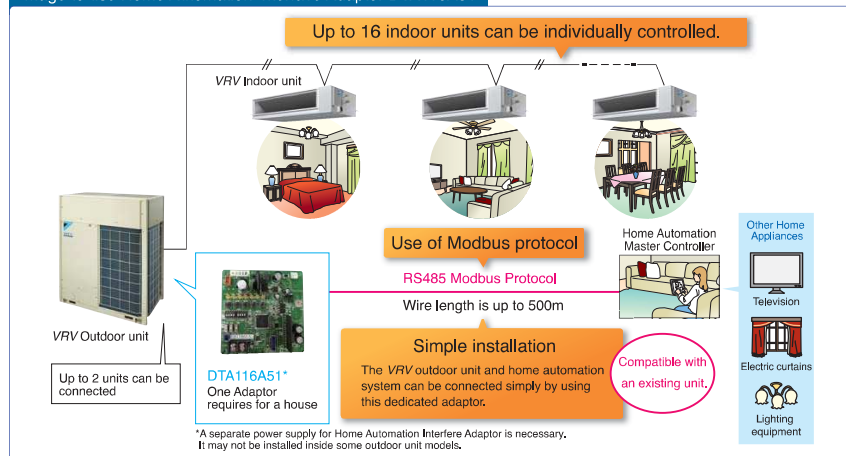 Up to 16 indoor units can be individually controlled.
VRV Indoor unit
Use of Modbus protocol
RS485 Modbus Protocol
Wire length is up to 500m
Home Automation
Master Controller
Other Home
Appliances
Television
Electric curtains
Lighting
equipment
VRV Outdoor unit
Up to 2 units can be
connected
DTA116A51*
One Adaptor
requires for a house
Simple installation
The VRV outdoor unit and home automation
system can be connected simply by using
this dedicated adaptor.
Compatible with
an existing unit.
*A separate power supply for Home Automation Interfere Adaptor is necessary.
It may not be installed inside some outdoor unit models.